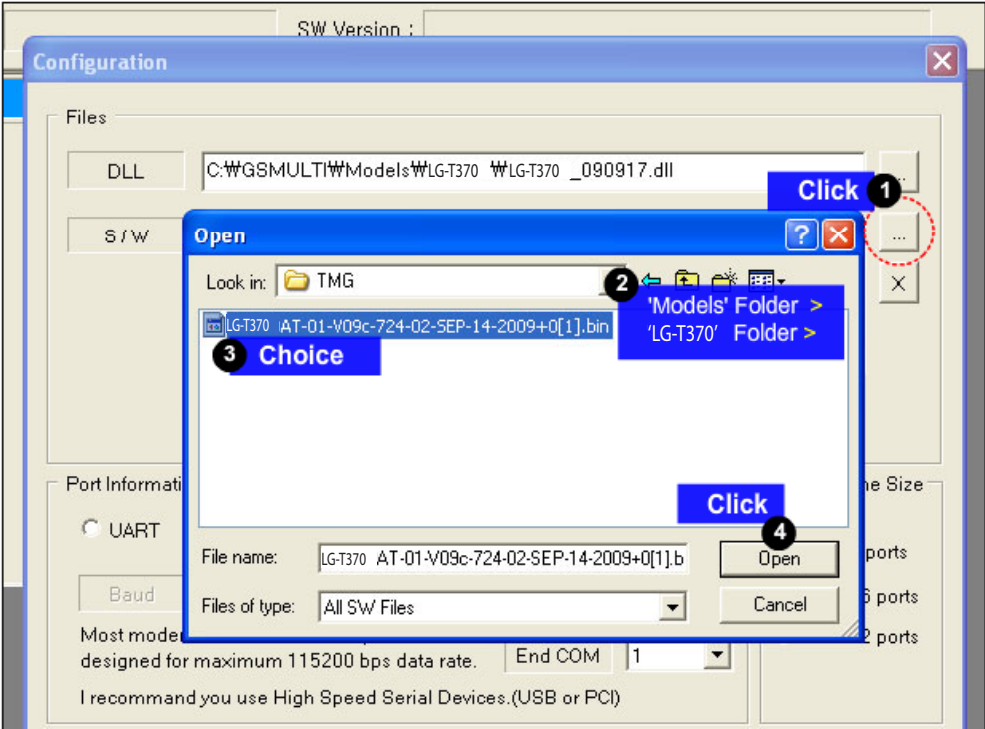 SW Version :
Configuration
Files
DLL
C:₩GSMULTI₩Models₩LG-T370 ₩LG-T370 _090917.dll
...
Click 1
S / W
...
Open
?
Look in:
TMG
2
'Models' Folder >
‘LG-T370’ Folder >
X
LG-T370 AT-01-V09c-724-02-SEP-14-2009+0[1].bin
3 Choice
Port Informati
ne Size
Click
4
UART
File name:
LG-T370 AT-01-V09c-724-02-SEP-14-2009+0[1].b
Open
ports
Baud
Files of type:
All SW Files
Cancel
6 ports
2 ports
Most moder
designed for maximum 115200 bps data rate.
End COM
1
I recommand you use High Speed Serial Devices.(USB or PCI)